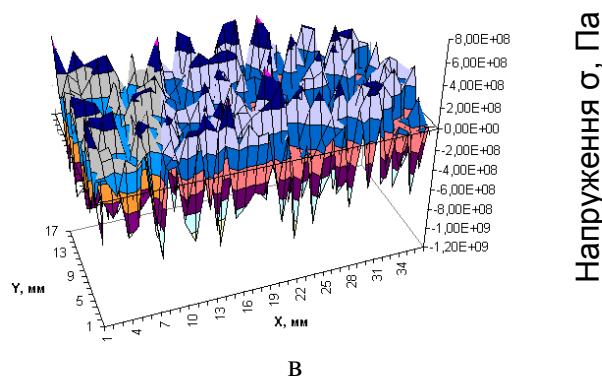 8,00E+08
6,00E+08
4,00E+08
2,00E+08
0,00E+00
-2,00E+08
-4,00E+08
-6,00E+08
-8,00E+08
-1,00E+09
-1,20E+09
Напруження σ, Па
17
13
9
5
1
Y, мм
1
4
7
10
13
16
19
22
25
28
31
34
X, мм
в